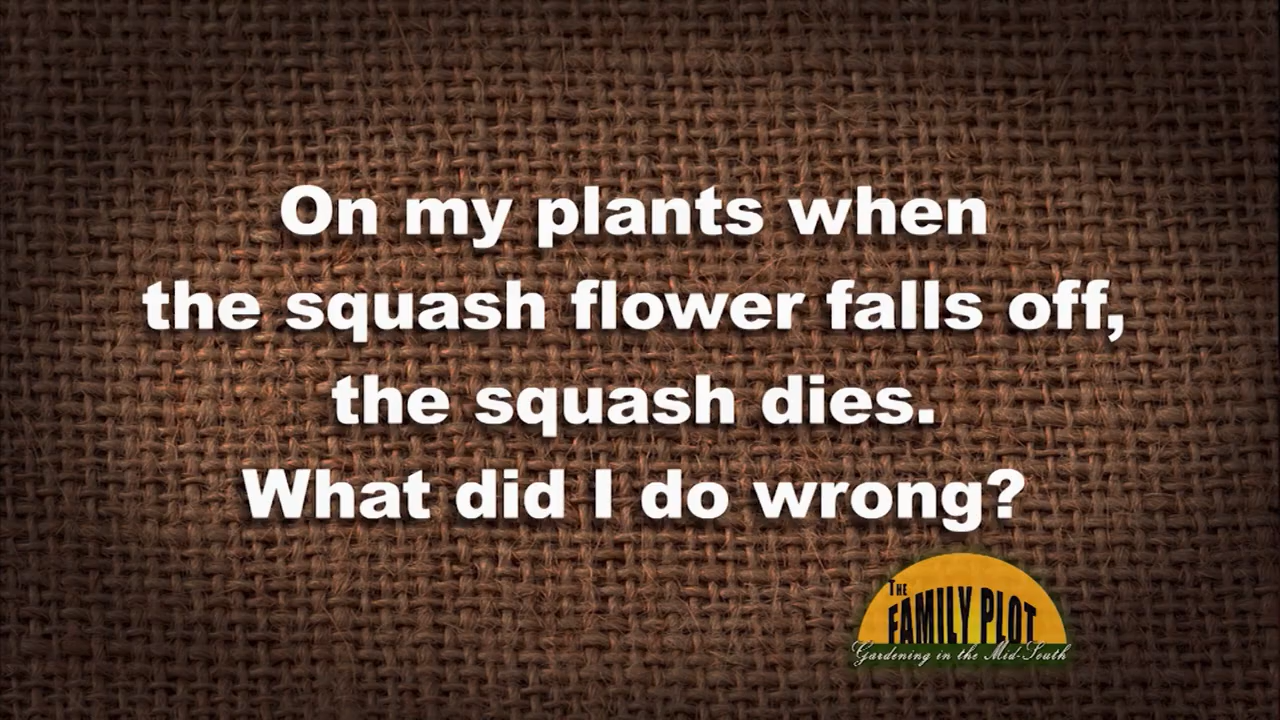 On my plants when
the squash flower falls off,
the squash dies.
What did I do wrong?
THE
FAMILY PLOT
Gardening in the Mid-South